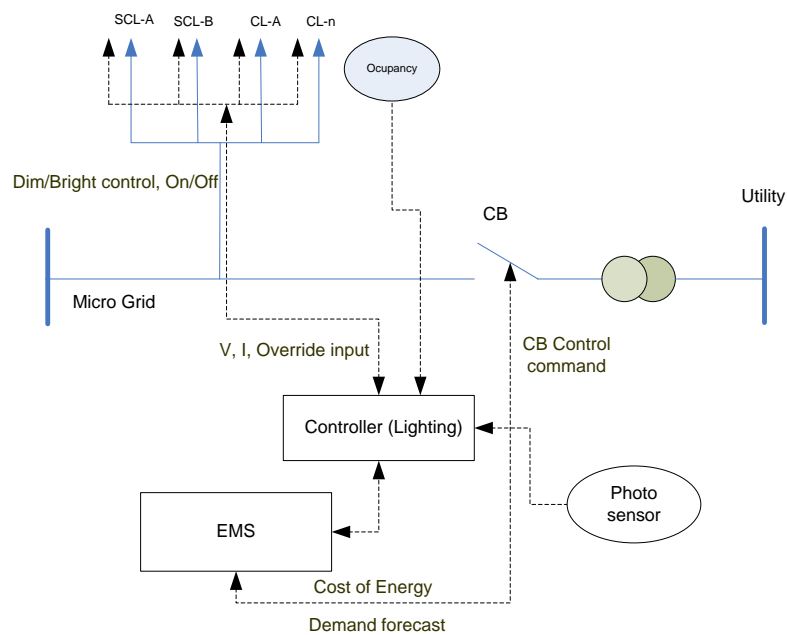 SCL-A SCL-B CL-A CL-n
Ocupancy
Dim/Bright control, On/Off
CB
Utility
Micro Grid
V, I, Override input
CB Control
command
Controller (Lighting)
Photo
sensor
EMS
Cost of Energy
Demand forecast